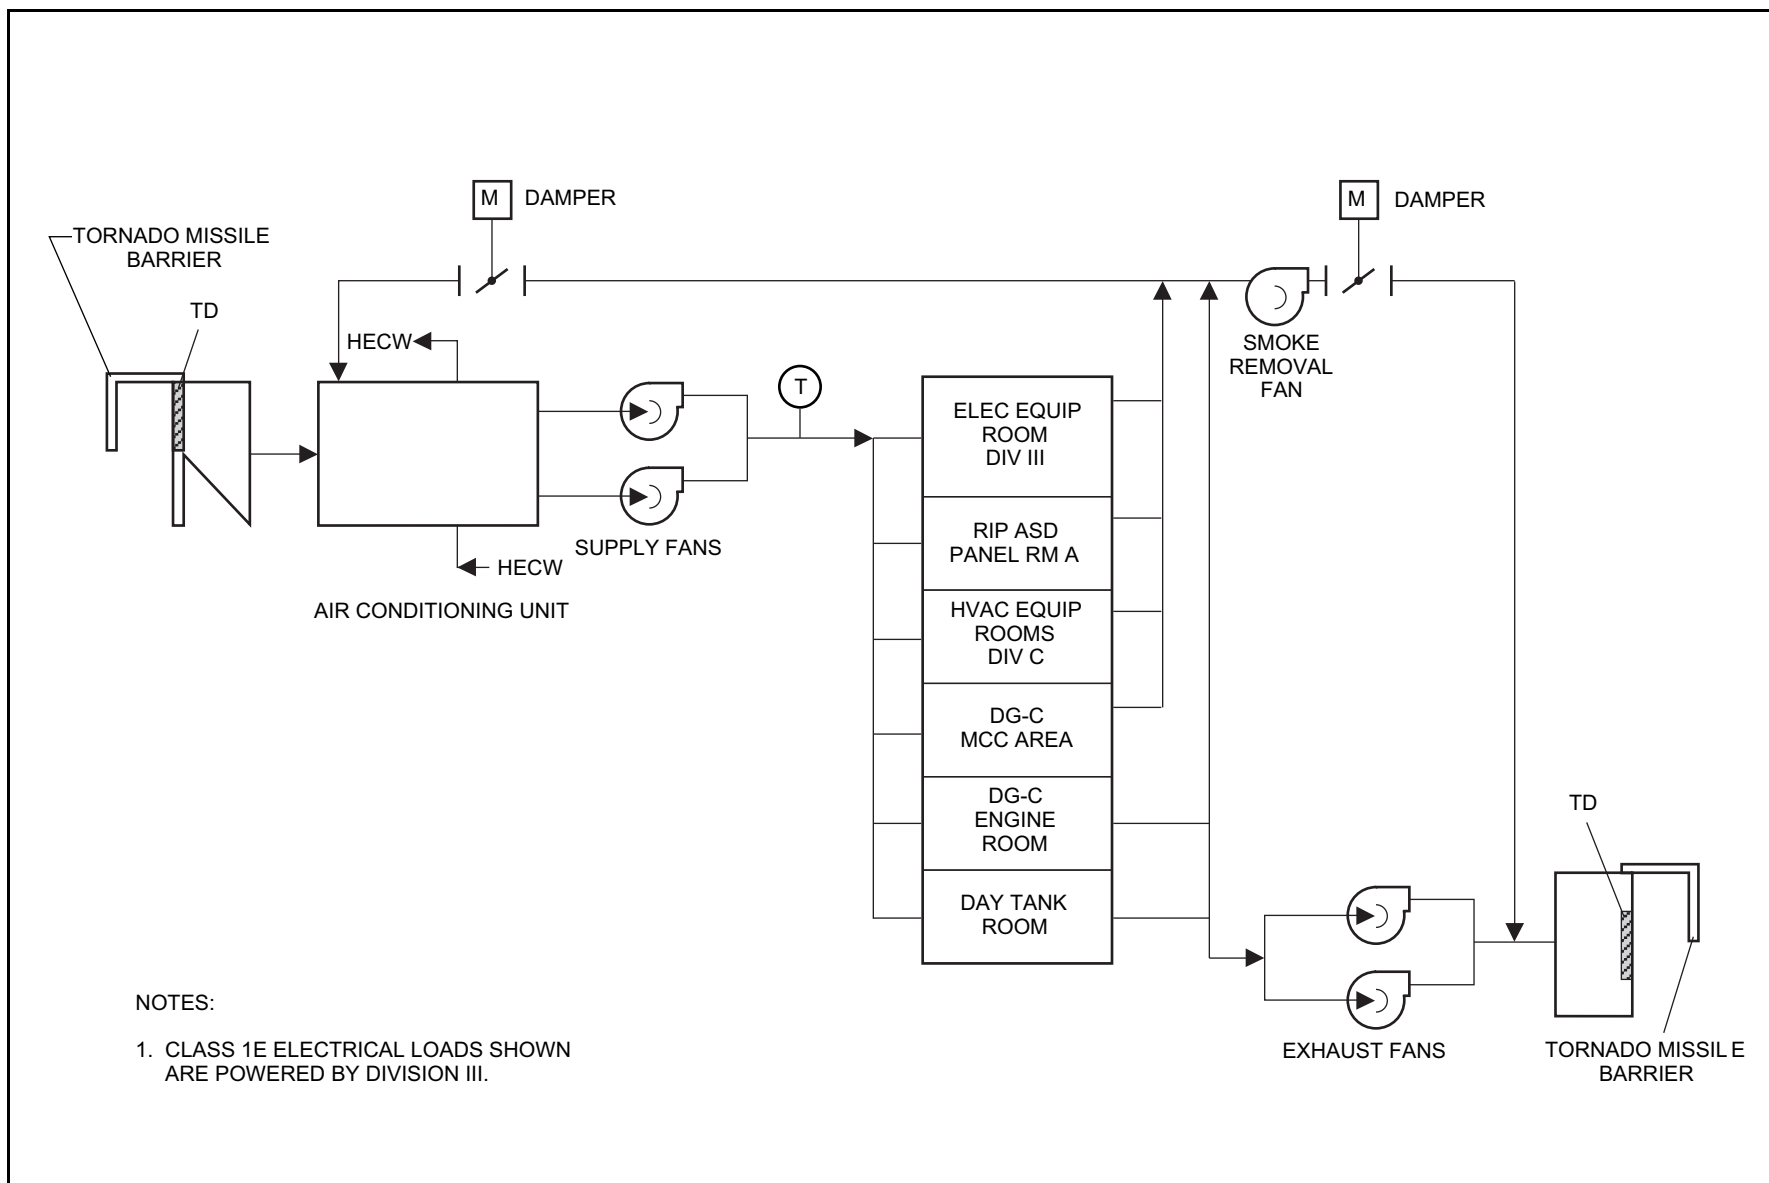 M
DAMPER
M
DAMPER
TORNADO MISSILE
BARRIER
TD
HECW
SMOKE
REMOVAL
FAN
T
ELEC EQUIP
ROOM
DIV III
RIP ASD
PANEL RM A
SUPPLY FANS
HECW
AIR CONDITIONING UNIT
HVAC EQUIP
ROOMS
DIV C
DG-C
MCC AREA
DG-C
ENGINE
ROOM
TD
DAY TANK
ROOM
NOTES:
1. CLASS 1E ELECTRICAL LOADS SHOWN
ARE POWERED BY DIVISION III.
EXHAUST FANS
TORNADO MISSILE
BARRIER